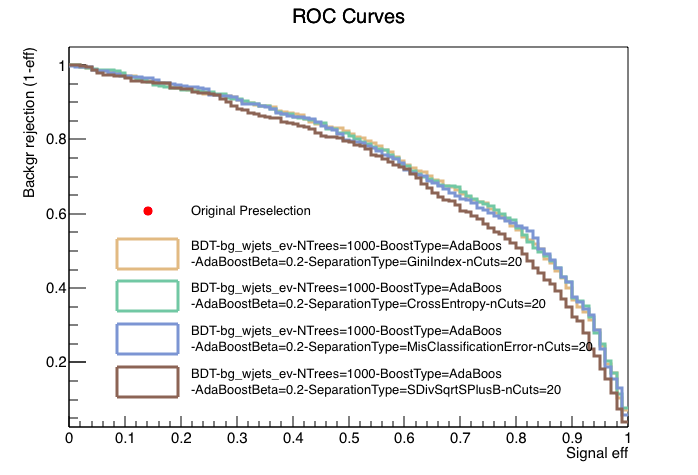 ROC Curves
Backgr rejection (1-eff)
1
0.8
0.6
0.4
0.2
Original Preselection
BDT-bg_wjets_ev-NTrees=1000-BoostType=AdaBoos
-AdaBoostBeta=0.2-SeparationType=GiniIndex-nCuts=20
BDT-bg_wjets_ev-NTrees=1000-BoostType=AdaBoos
-AdaBoostBeta=0.2-SeparationType=CrossEntropy-nCuts=20
BDT-bg_wjets_ev-NTrees=1000-BoostType=AdaBoos
-AdaBoostBeta=0.2-SeparationType=MisClassificationError-nCuts=20
BDT-bg_wjets_ev-NTrees=1000-BoostType=AdaBoos
-AdaBoostBeta=0.2-SeparationType=SDivSqrtSPlusB-nCuts=20
0 0.1 0.2 0.3 0.4 0.5 0.6 0.7 0.8 0.9 1
Signal eff